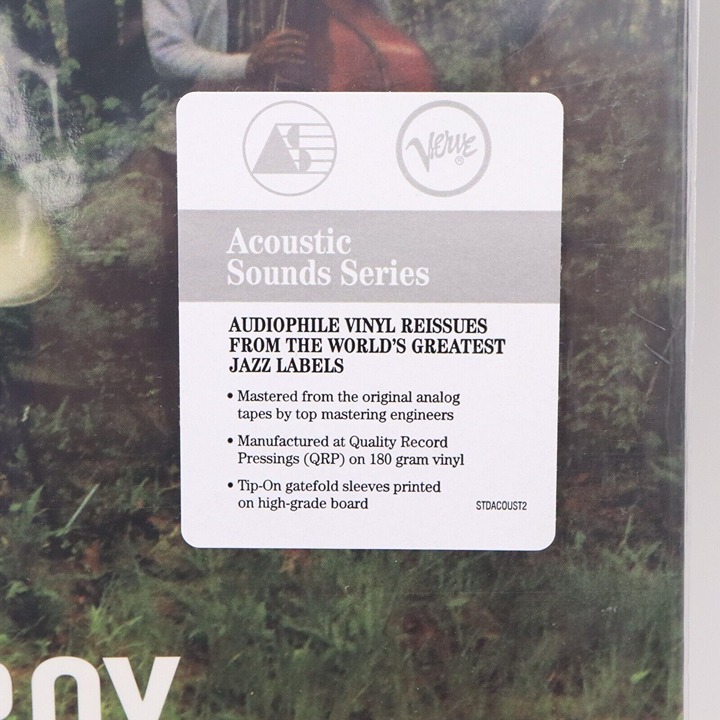 Verve®
Acoustic
Sounds Series
AUDIOPHILE VINYL REISSUES
FROM THE WORLD'S GREATEST
JAZZ LABELS
• Mastered from the original analog
tapes by top mastering engineers
• Manufactured at Quality Record
Pressings (QRP) on 180 gram vinyl
• Tip-On gatefold sleeves printed
on high-grade board
STDACOUST2